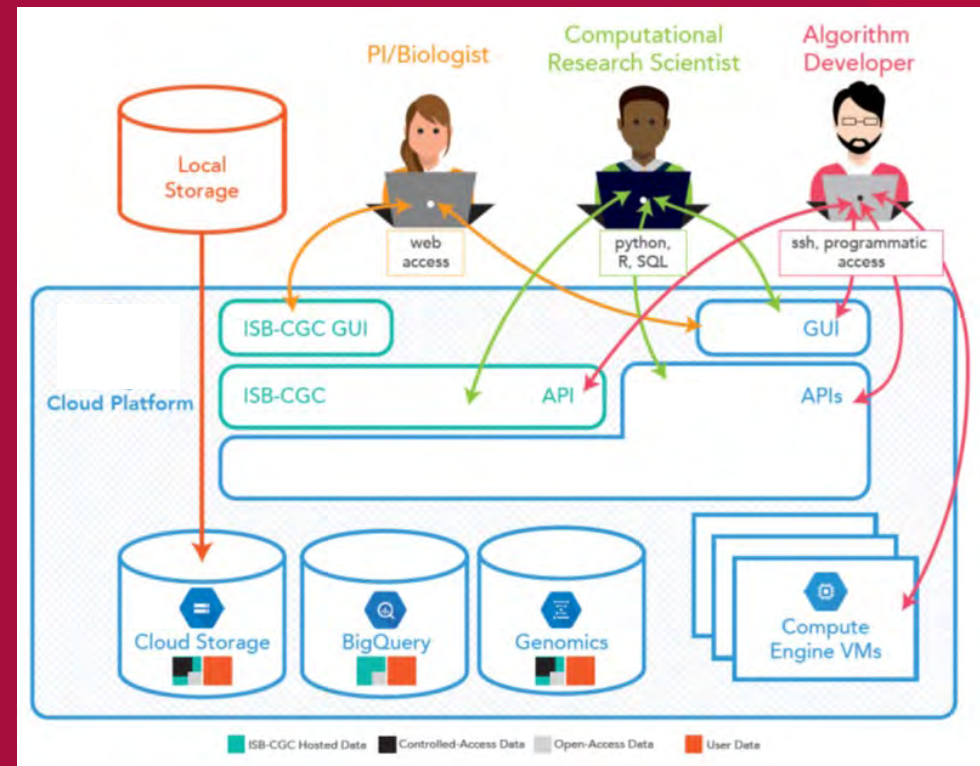 PI/Biologist
Computational
Research Scientist
Algorithm
Developer
Local
Storage
web
access
python,
R, SQL
ssh, programmatic
access
ISB-CGC GUI
GUI
Cloud Platform
ISB-CGC API
APIs
Cloud Storage
BigQuery
Genomics
Compute
Engine VMs
ISB-CGC Hosted Data Controlled-Access Data Open-Access Data User Data